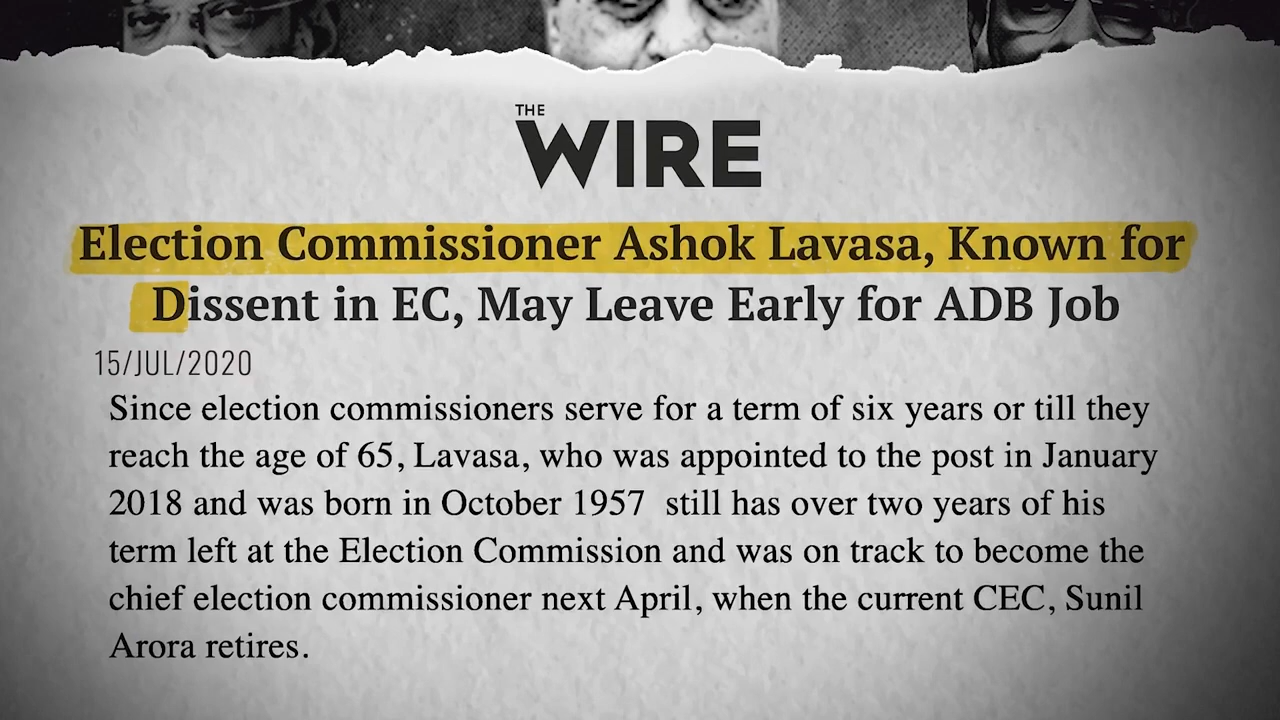 THE
WIRE
Election Commissioner Ashok Lavasa, Known for
Dissent in EC, May Leave Early for ADB Job
15/JUL/2020
Since election commissioners serve for a term of six years or till they
reach the age of 65, Lavasa, who was appointed to the post in January
2018 and was born in October 1957  still has over two years of his
term left at the Election Commission and was on track to become the
chief election commissioner next April, when the current CEC, Sunil
Arora retires.